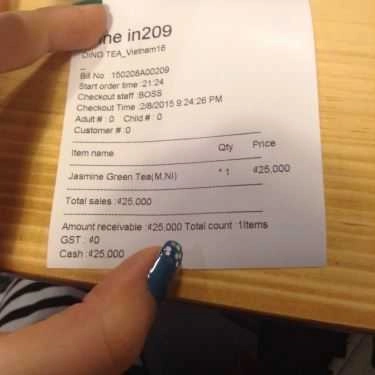 in209
DING TEA_Vietnam16
_
Bill No :150208A00209
Start order time :21:24
Checkout staff :BOSS
Checkout Time :2/8/2015 9:24:26 PM
Adult# : 0 Child# : 0
Customer# :0
Item name Qty Price
Jasmine Green Tea(M,NI) * 1 ₫25,000
Total sales :₫25,000
Amount receivable :₫25,000 Total count :1Items
GST : ₫0
Cash :₫25,000